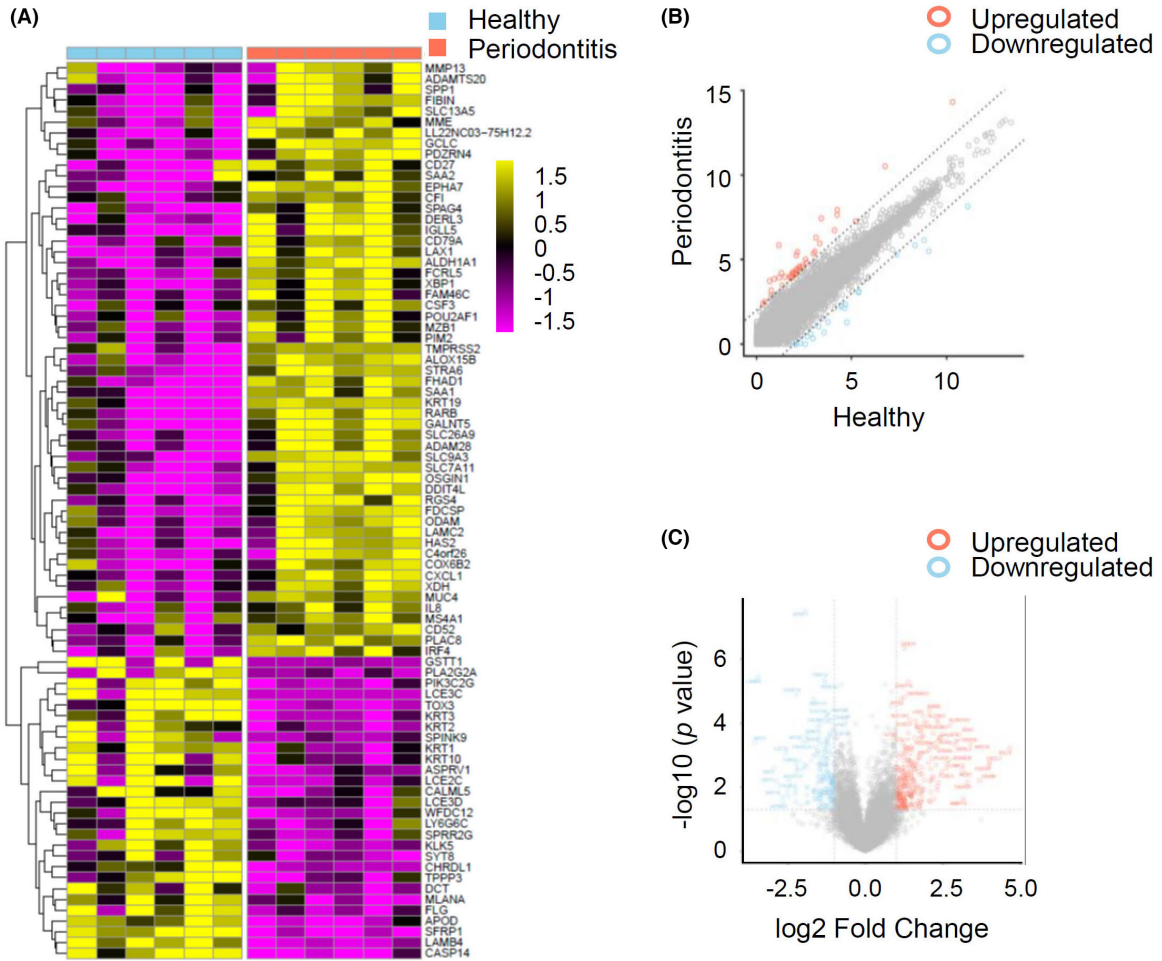 (A)
Healthy
Periodontitis
MMP13
ADAMTS20
SPP1
FIBIN
SLC13A5
MME
LL22NC03−75H12.2
GCLC
PDZRN4
CD27
SAA2
EPHA7
CFI
SPAG4
DERL3
IGLL5
CD79A
LAX1
ALDH1A1
FCRL5
XBP1
FAM46C
CSF3
POU2AF1
MZB1
PIM2
TMPRSS2
ALOX15B
STRA6
FHAD1
SAA1
KRT19
RARB
GALNT5
SLC26A9
ADAM28
SLC9A3
SLC7A11
OSGIN1
DDIT4L
RGS4
FDCSP
ODAM
LAMC2
HAS2
C4orf26
COX6B2
CXCL1
XDH
MUC4
IL8
MS4A1
CD52
PLAC8
IRF4
GSTT1
PLA2G2A
PIK3C2G
LCE3C
TOX3
KRT3
KRT2
SPINK9
KRT1
KRT10
ASPRV1
LCE2C
CALML5
LCE3D
WFDC12
LY6G6C
SPRR2G
KLK5
SYT8
CHRDL1
TPPP3
DCT
MLANA
FLG
APOD
SFRP1
LAMB4
CASP14
1.5
1
0.5
0
-0.5
-1
-1.5
(B)
Upregulated
Downregulated
15
10
5
0
Periodontitis
0 5 10
Healthy
(C)
Upregulated
Downregulated
6
4
2
0
-log10 (p value)
-2.5 0.0 2.5 5.0
log2 Fold Change